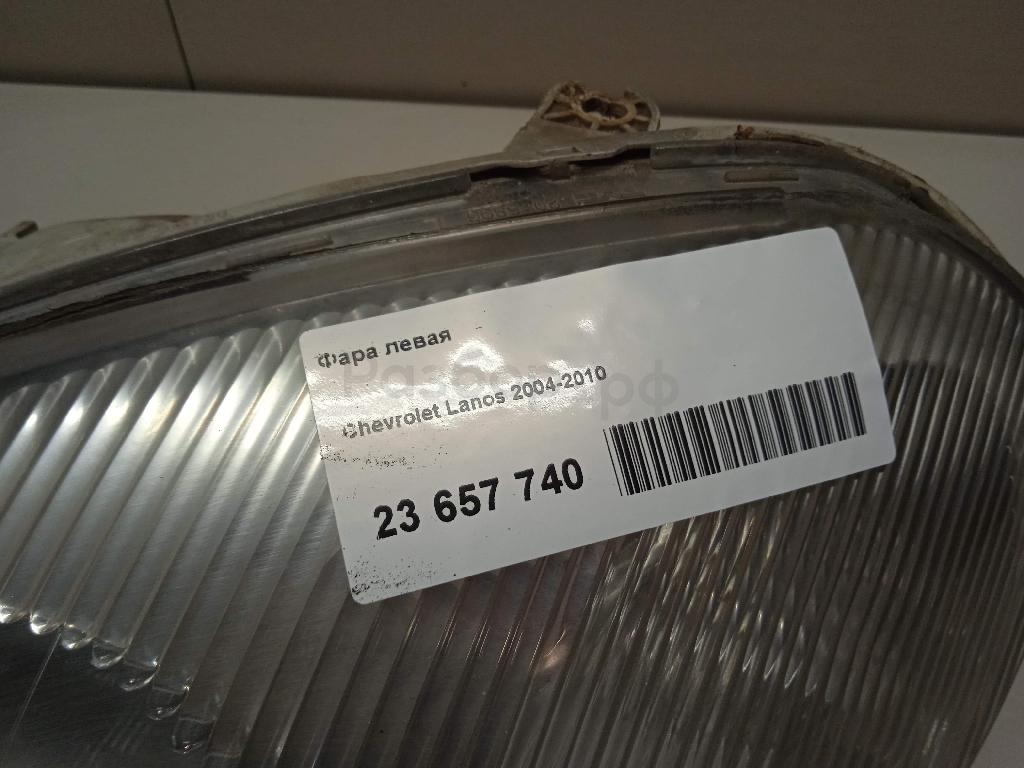 Фара левая
Chevrolet Lanos 2004-2010
23 657 740